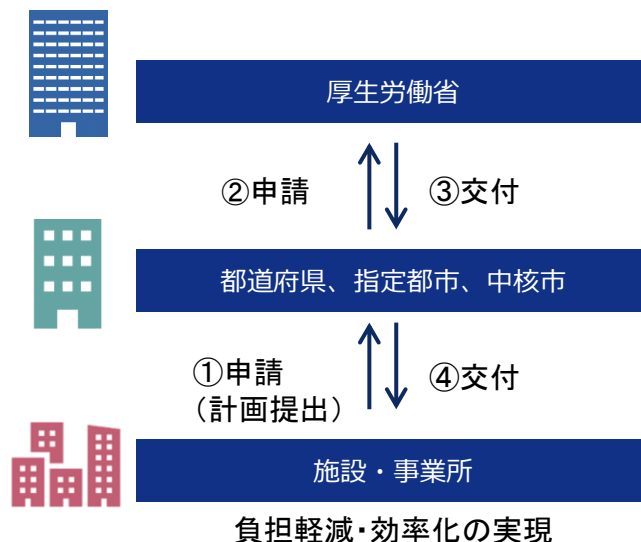 厚生労働省
②申請
③交付
都道府県、指定都市、中核市
①申請
（計画提出）
④交付
施設・事業所
負担軽減・効率化の実現